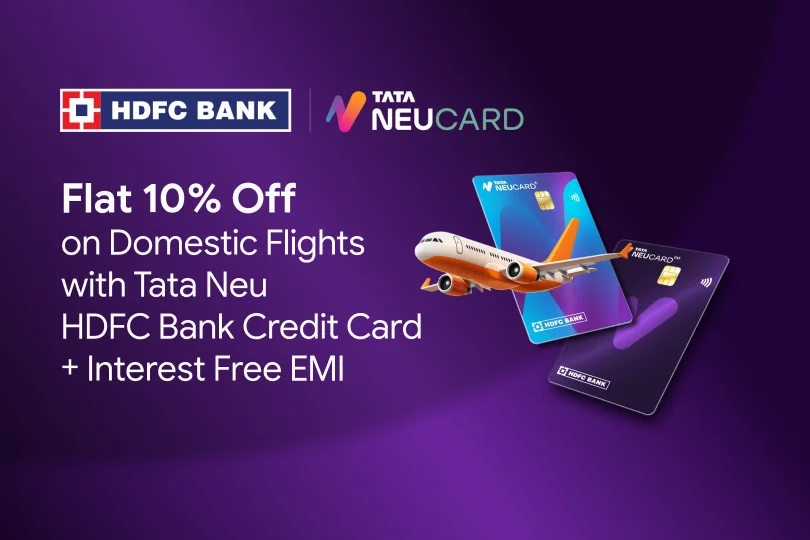 HDFC BANK
TATA
NEUCARD
Flat 10% Off
on Domestic Flights
with Tata Neu
HDFC Bank Credit Card
+ Interest Free EMI
TATA
NEUCARD+
HDFC BANK
TATA
NEUCARD∞
HDFC BANK